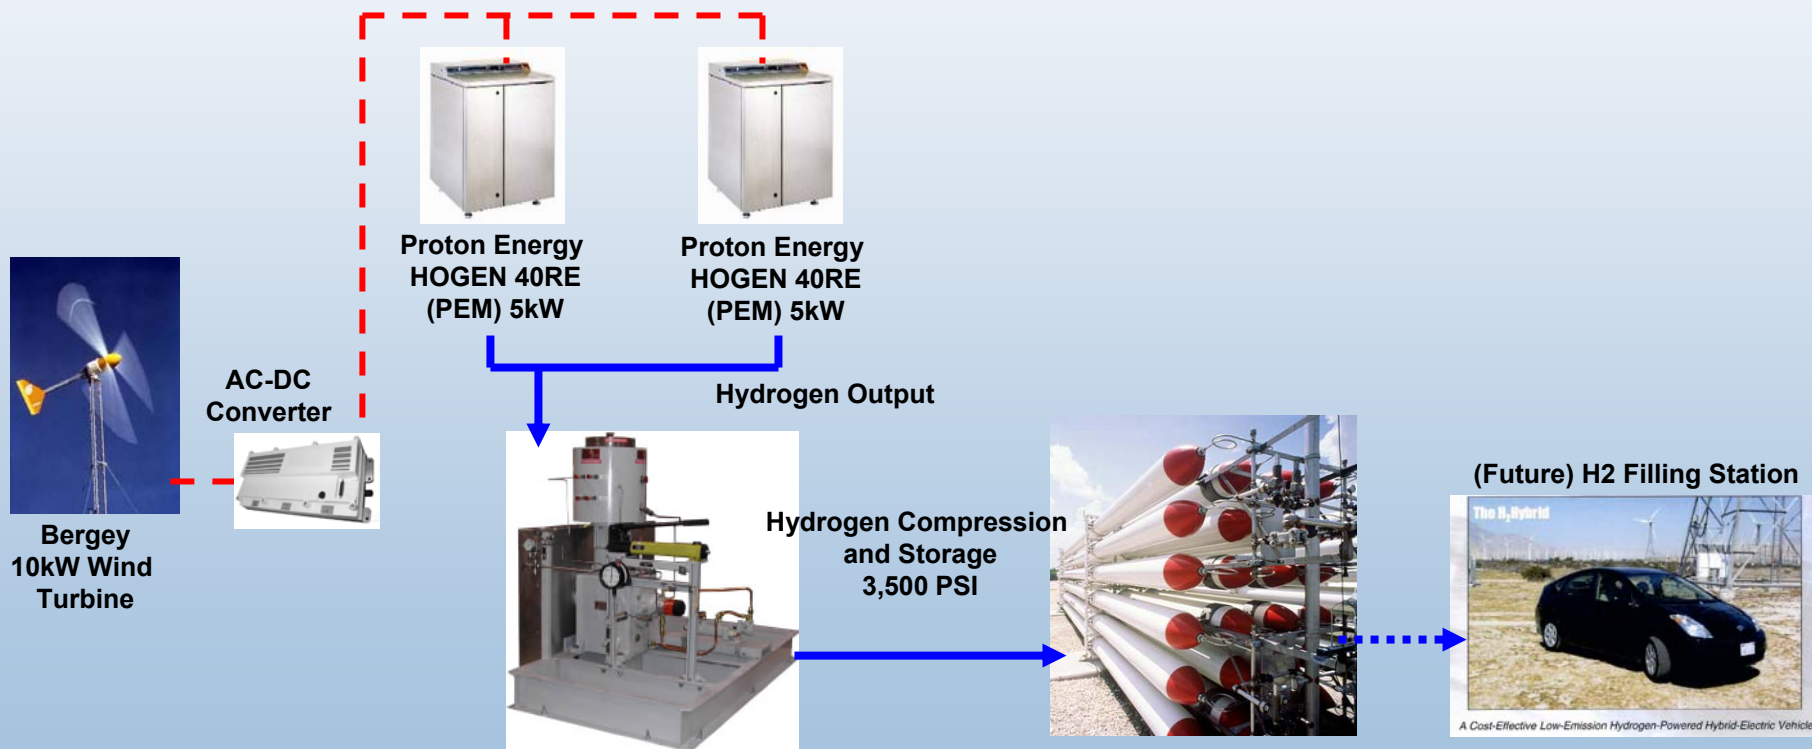 Proton Energy
HOGEN 40RE
(PEM) 5kW
Proton Energy
HOGEN 40RE
(PEM) 5kW
AC-DC
Converter
Hydrogen Output
Bergey
10kW Wind
Turbine
Hydrogen Compression
and Storage
3,500 PSI
(Future) H2 Filling Station
The H₂Hybrid
A Cost-Effective Low-Emission Hydrogen-Powered Hybrid-Electric Vehicle